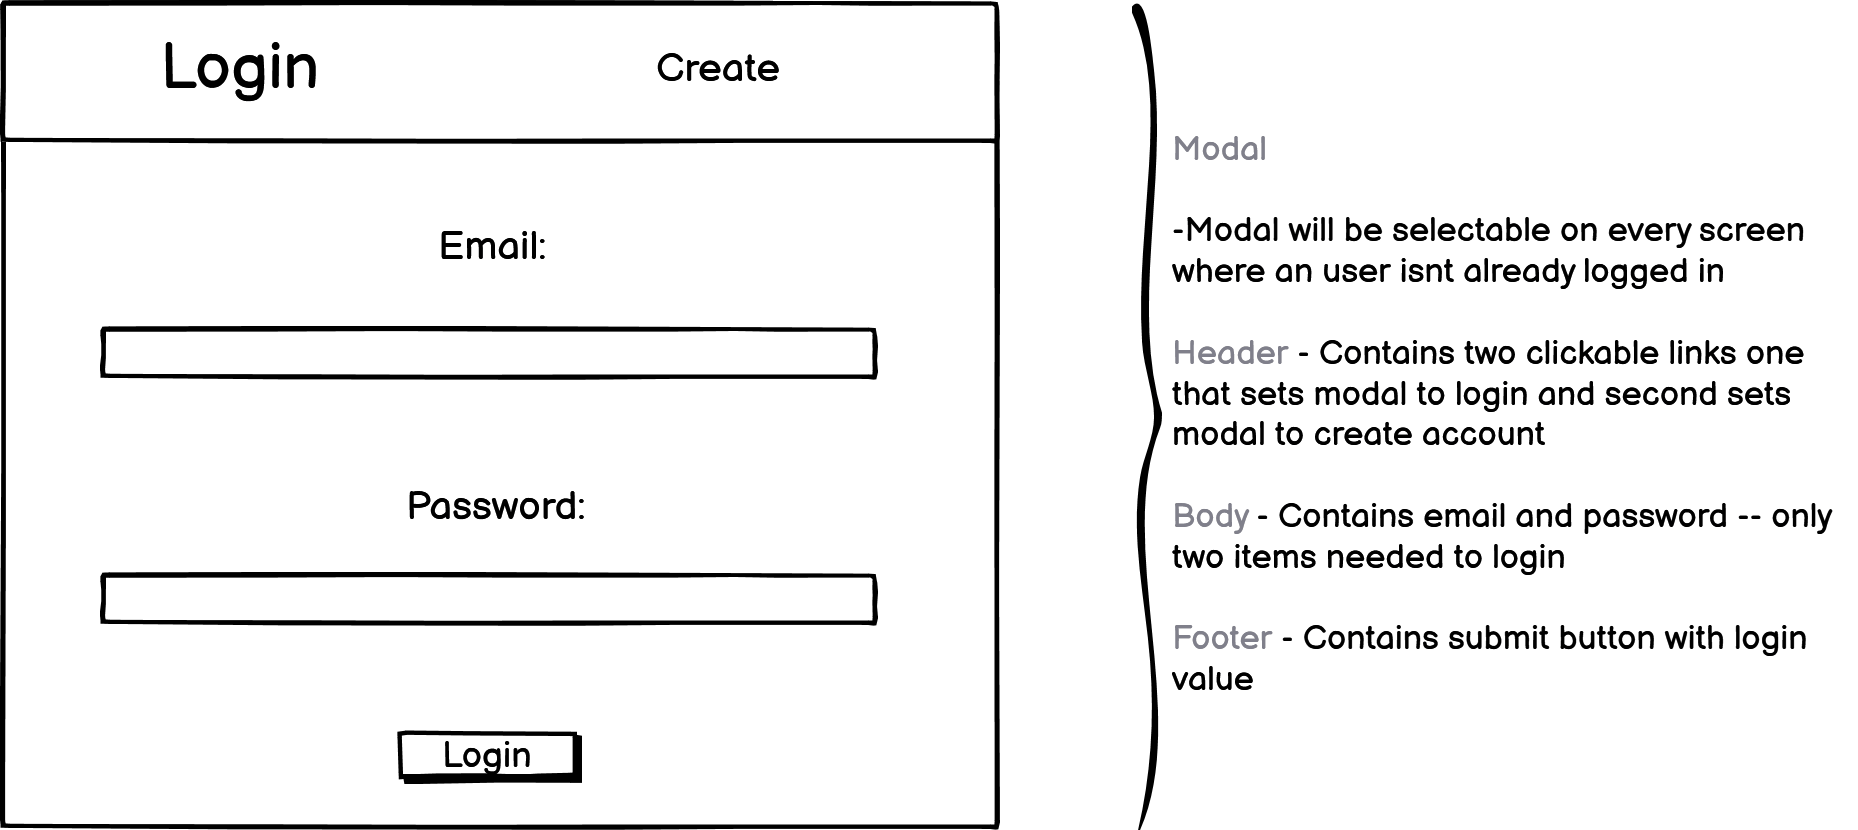 Login Create
Email:
Password:
Login
Modal
-Modal will be selectable on every screen
where an user isnt already logged in
Header - Contains two clickable links one
that sets modal to login and second sets
modal to create account
Body - Contains email and password -- only
two items needed to login
Footer - Contains submit button with login
value